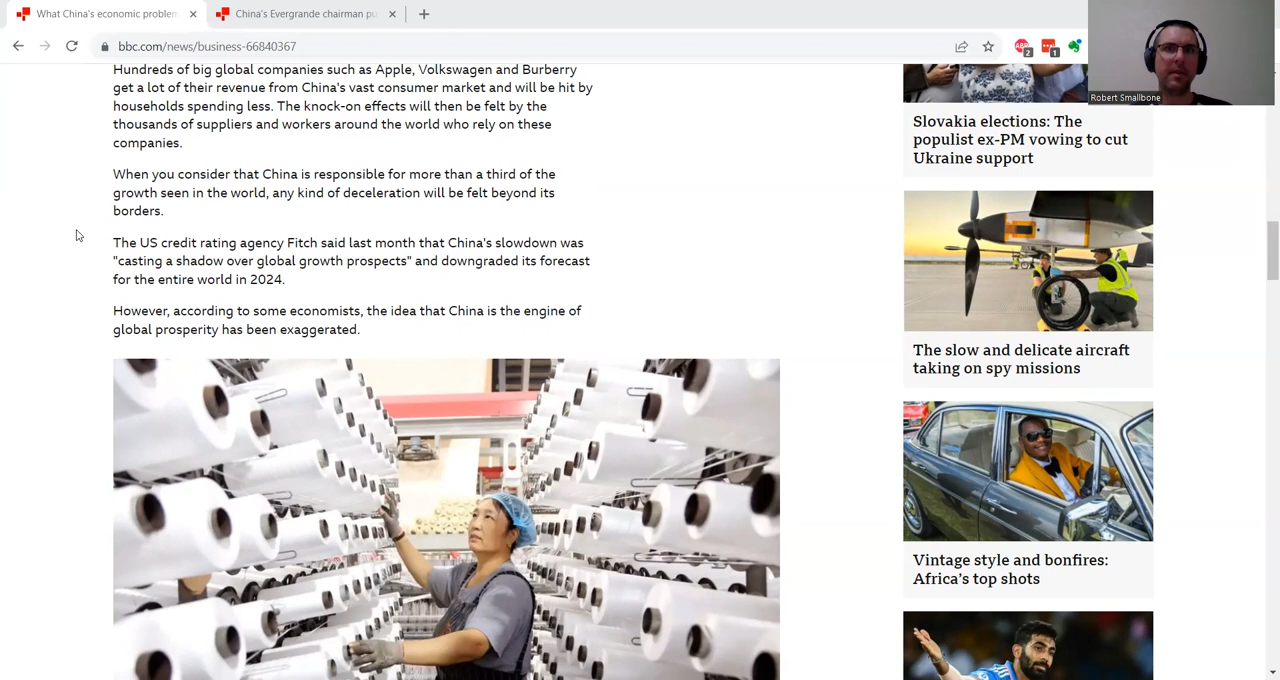 What China's economic problem
China's Evergrande chairman pu
bbc.com/news/business-66840367
2
1
Robert Smallbone
Hundreds of big global companies such as Apple, Volkswagen and Burberry
get a lot of their revenue from China's vast consumer market and will be hit by
households spending less. The knock-on effects will then be felt by the
thousands of suppliers and workers around the world who rely on these
companies.
When you consider that China is responsible for more than a third of the
growth seen in the world, any kind of deceleration will be felt beyond its
borders.
The US credit rating agency Fitch said last month that China's slowdown was
"casting a shadow over global growth prospects" and downgraded its forecast
for the entire world in 2024.
However, according to some economists, the idea that China is the engine of
global prosperity has been exaggerated.
Slovakia elections: The
populist ex-PM vowing to cut
Ukraine support
The slow and delicate aircraft
taking on spy missions
Vintage style and bonfires:
Africa's top shots